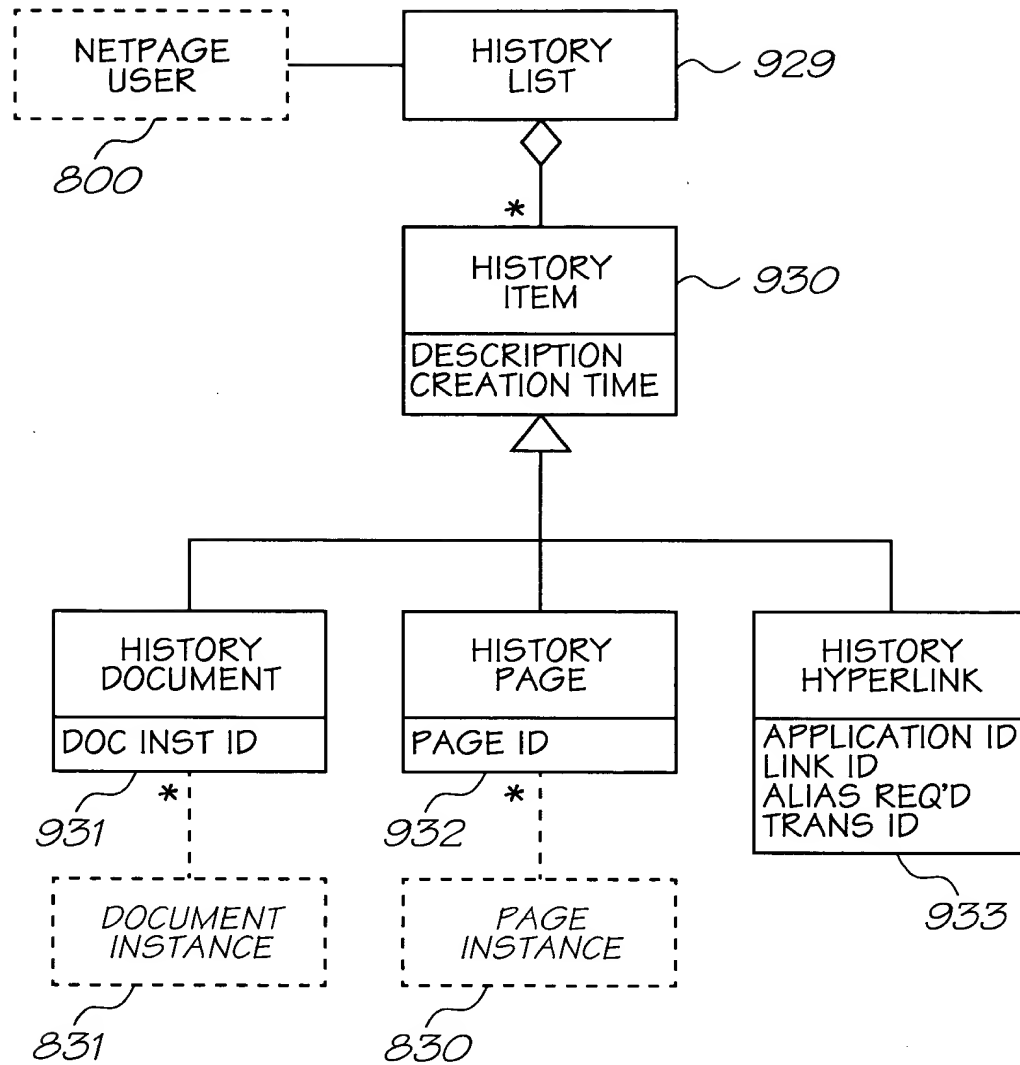 NETPAGE
USER
800
HISTORY
LIST
929
*
HISTORY
ITEM
930
DESCRIPTION
CREATION TIME
HISTORY
DOCUMENT
DOC INST ID
931
*
HISTORY
PAGE
PAGE ID
932
*
HISTORY
HYPERLINK
APPLICATION ID
LINK ID
ALIAS REQ'D
TRANS ID
933
DOCUMENT
INSTANCE
831
PAGE
INSTANCE
830